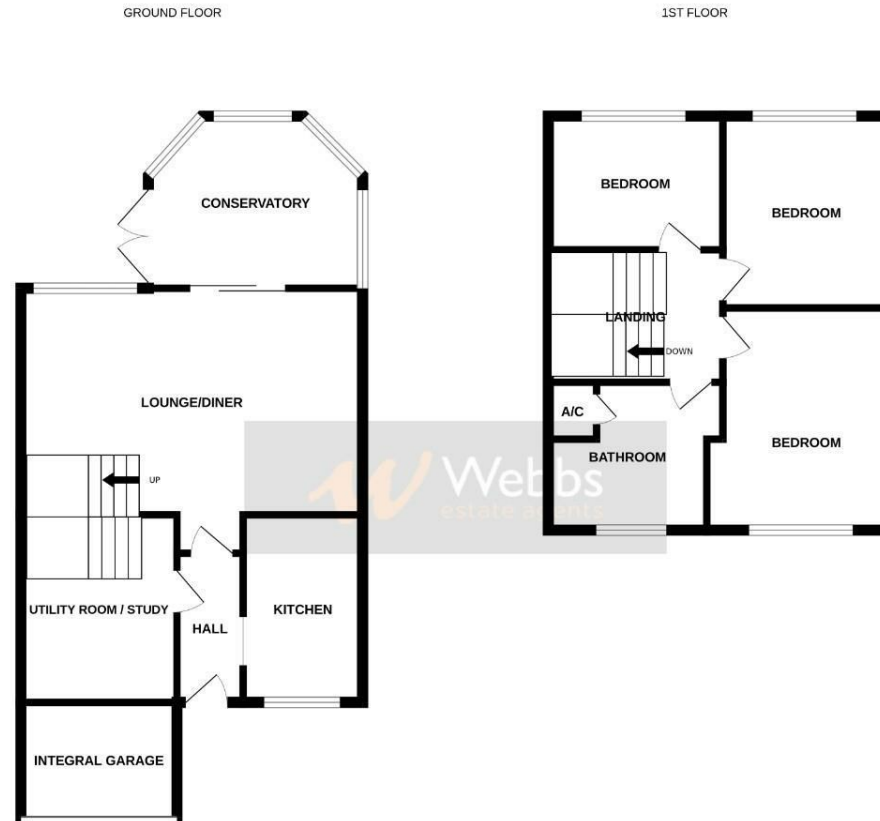 GROUND FLOOR
1ST FLOOR
CONSERVATORY
LOUNGE/DINER
UP
UTILITY ROOM / STUDY
HALL
KITCHEN
INTEGRAL GARAGE
BEDROOM
BEDROOM
LANDING
DOWN
A/C
BATHROOM
BEDROOM
Webbs
estate agents